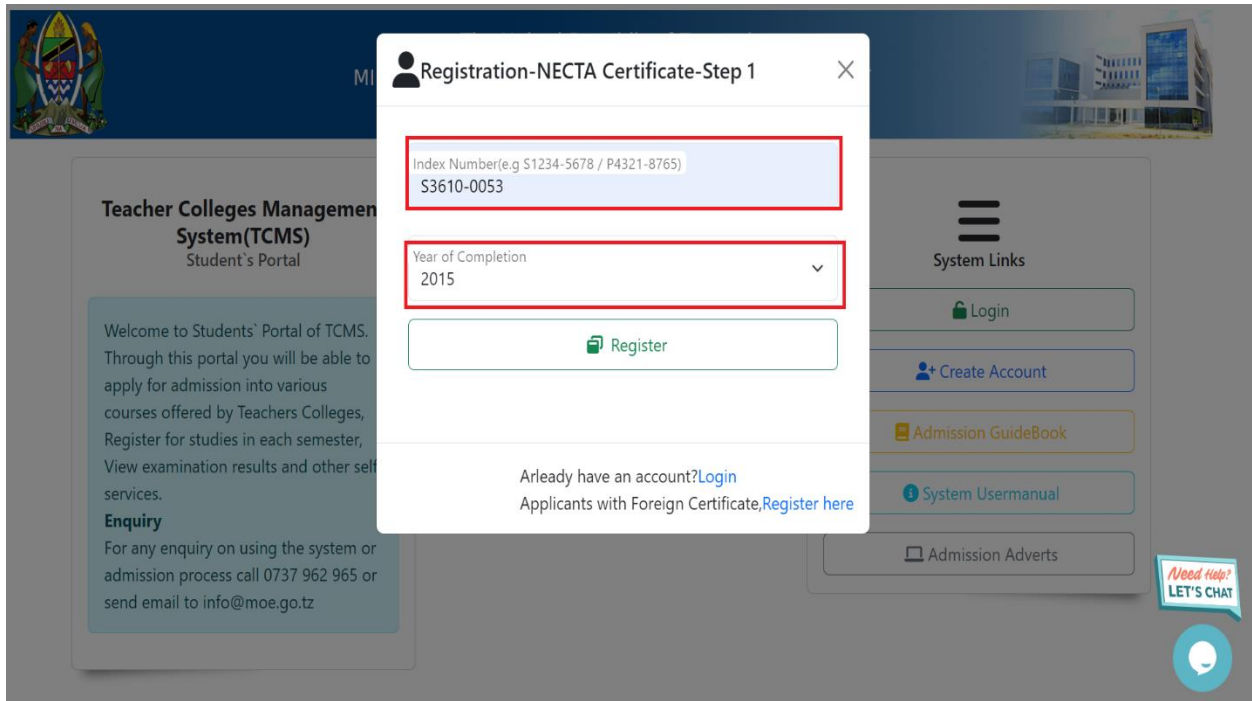 MI
Registration-NECTA Certificate-Step 1
Index Number(e.g S1234-5678 / P4321-8765)
S3610-0053
Year of Completion
2015
Register
Arleady have an account?Login
Applicants with Foreign Certificate,Register here
Teacher Colleges Managemen
System(TCMS)
Student`s Portal
Welcome to Students` Portal of TCMS.
Through this portal you will be able to
apply for admission into various
courses offered by Teachers Colleges,
Register for studies in each semester,
View examination results and other self
services.
Enquiry
For any enquiry on using the system or
admission process call 0737 962 965 or
send email to info@moe.go.tz
System Links
Login
Create Account
Admission GuideBook
System Usermanual
Admission Adverts
Need Help?
LET'S CHAT